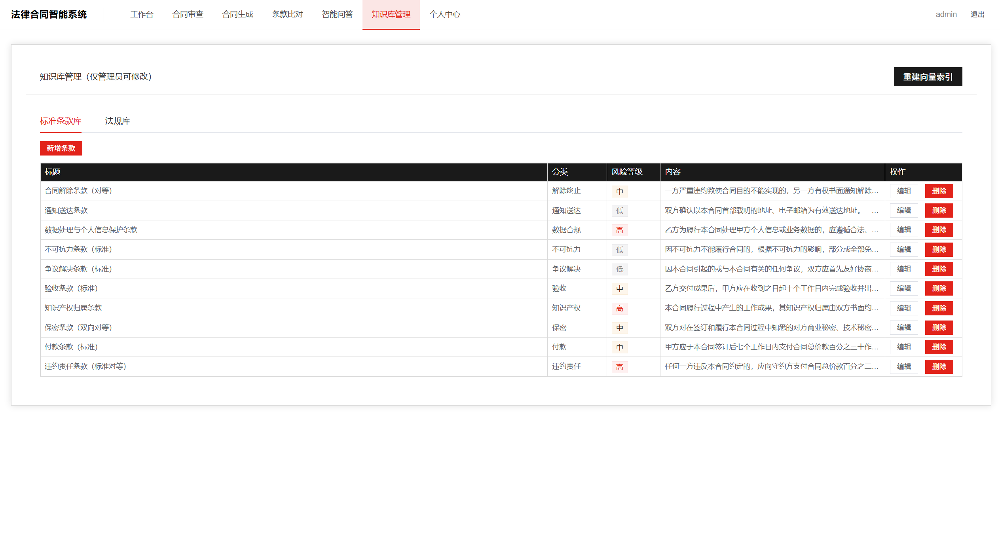 法律合同智能系统 工作台 合同审查 合同生成 条款比对 智能问答 知识库管理 个人中心 admin 退出
知识库管理（仅管理员可修改） 重建向量索引
标准条款库 法规库
新增条款
标题 分类 风险等级 内容 操作
合同解除条款（对等） 解除终止 中 一方严重违约致使合同目的不能实现的，另一方有权书面通知解除... 编辑 删除
通知送达条款 通知送达 低 双方确认以本合同首部载明的地址、电子邮箱为有效送达地址。一... 编辑 删除
数据处理与个人信息保护条款 数据合规 高 乙方为履行本合同处理甲方个人信息或业务数据的，应遵循合法、... 编辑 删除
不可抗力条款（标准） 不可抗力 低 因不可抗力不能履行合同的，根据不可抗力的影响，部分或全部免... 编辑 删除
争议解决条款（标准） 争议解决 低 因本合同引起的或与本合同有关的任何争议，双方应首先友好协商... 编辑 删除
验收条款（标准） 验收 中 乙方交付成果后，甲方应在收到之日起十个工作日内完成验收并出... 编辑 删除
知识产权归属条款 知识产权 高 本合同履行过程中产生的工作成果，其知识产权归属由双方书面约... 编辑 删除
保密条款（双向对等） 保密 中 双方对在签订和履行本合同过程中知悉的对方商业秘密、技术秘密... 编辑 删除
付款条款（标准） 付款 中 甲方应于本合同签订后七个工作日内支付合同总价款百分之三十作... 编辑 删除
违约责任条款（标准对等） 违约责任 高 任何一方违反本合同约定的，应向守约方支付合同总价款百分之二... 编辑 删除